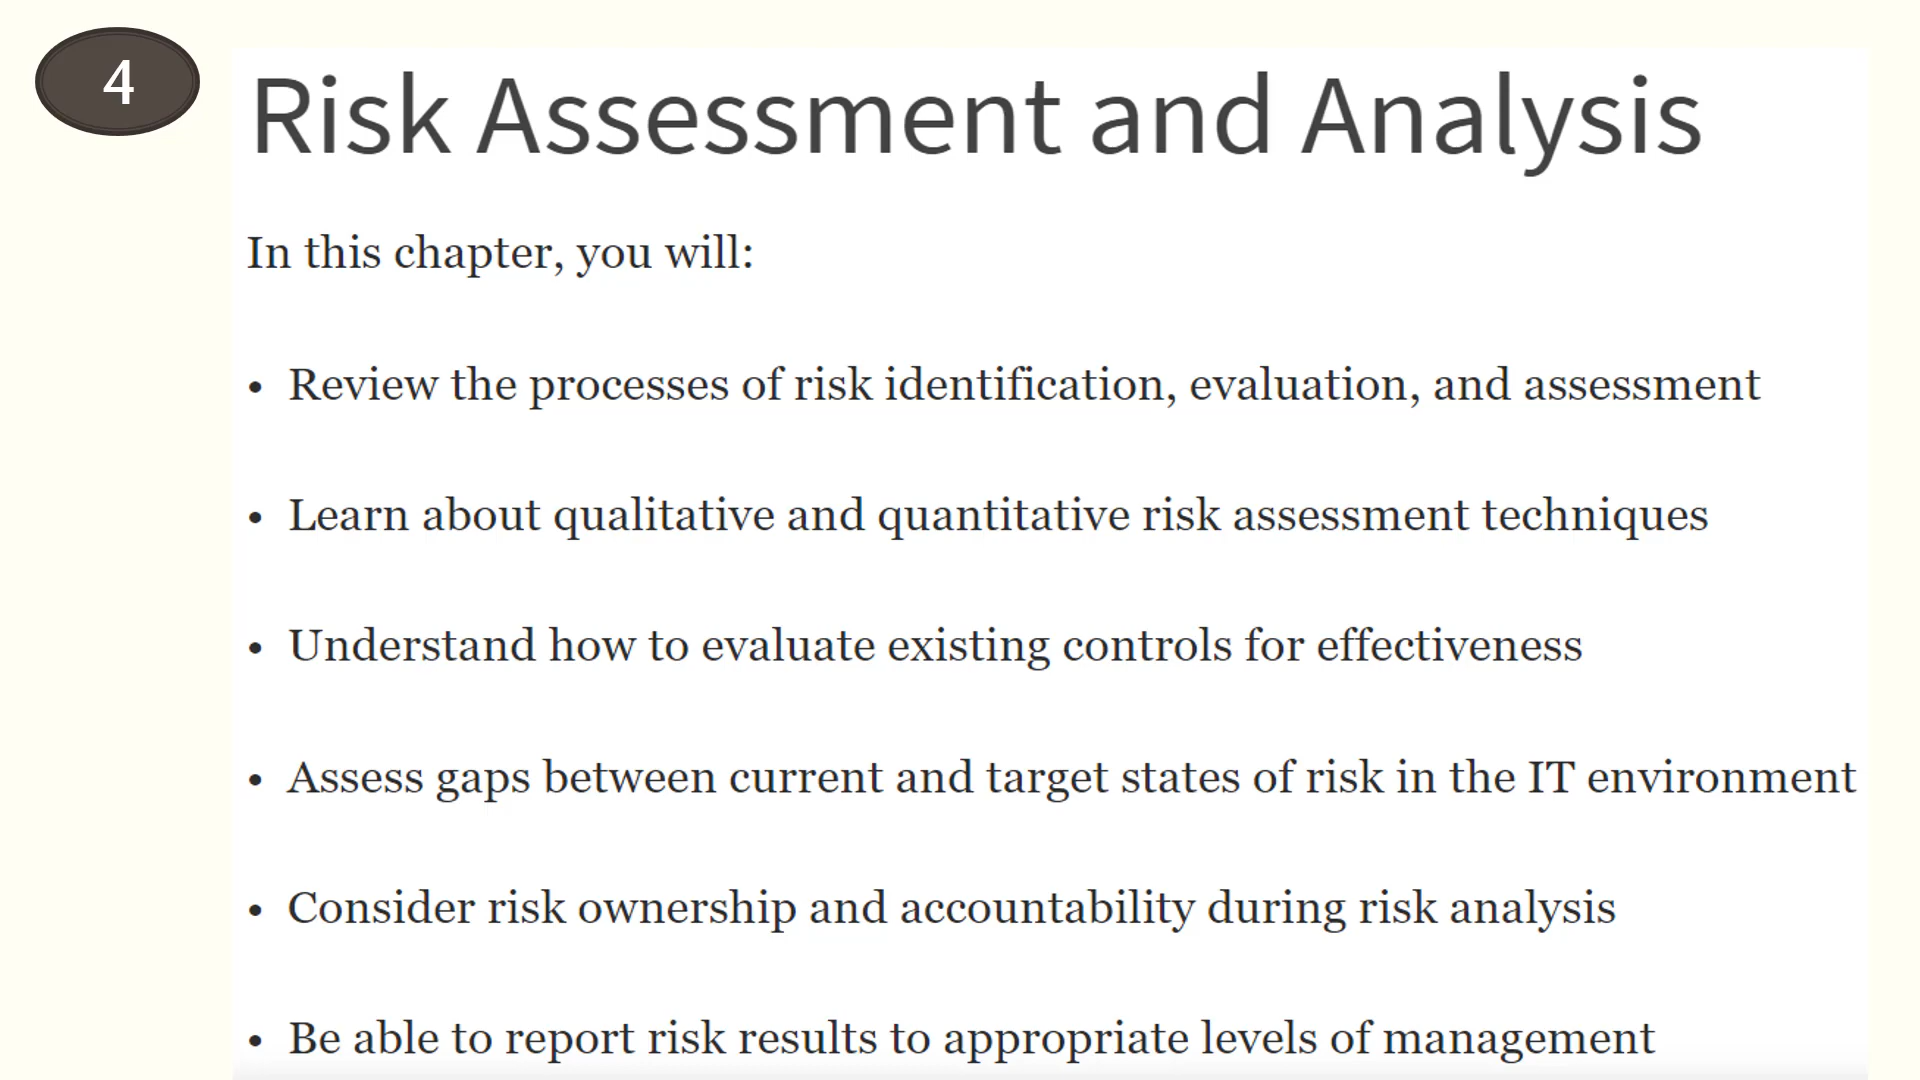 4
Risk Assessment and Analysis
In this chapter, you will:
• Review the processes of risk identification, evaluation, and assessment
• Learn about qualitative and quantitative risk assessment techniques
• Understand how to evaluate existing controls for effectiveness
• Assess gaps between current and target states of risk in the IT environment
• Consider risk ownership and accountability during risk analysis
• Be able to report risk results to appropriate levels of management